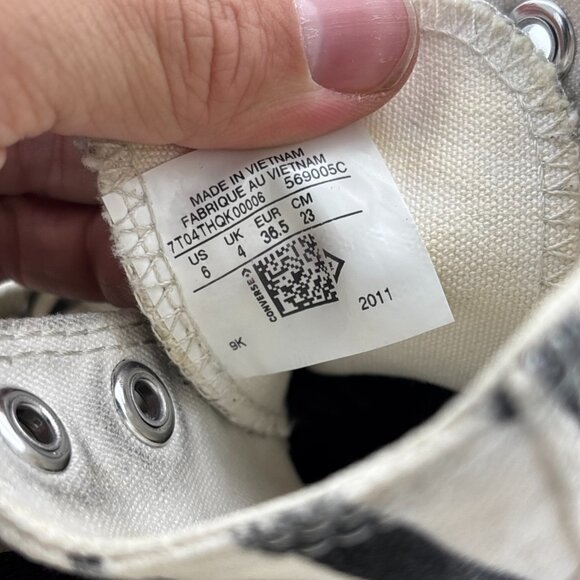 MADE IN VIETNAM
FABRIQUE AU VIETNAM
7T04THQK00006 569005C
US UK EUR CM
6 4 36.5 23
CONVERSE
9K 2011